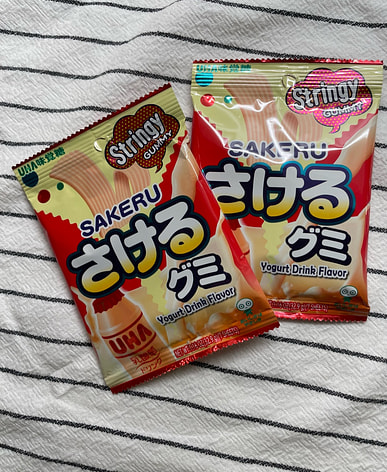 UHA味覚糖
Stringy
GUMMY
SAKERU
さける
グミ
Yogurt Drink Flavor
UHA
UHA味覚糖
Stringy
GUMMY
SAKERU
さける
グミ
Yogurt Drink Flavor